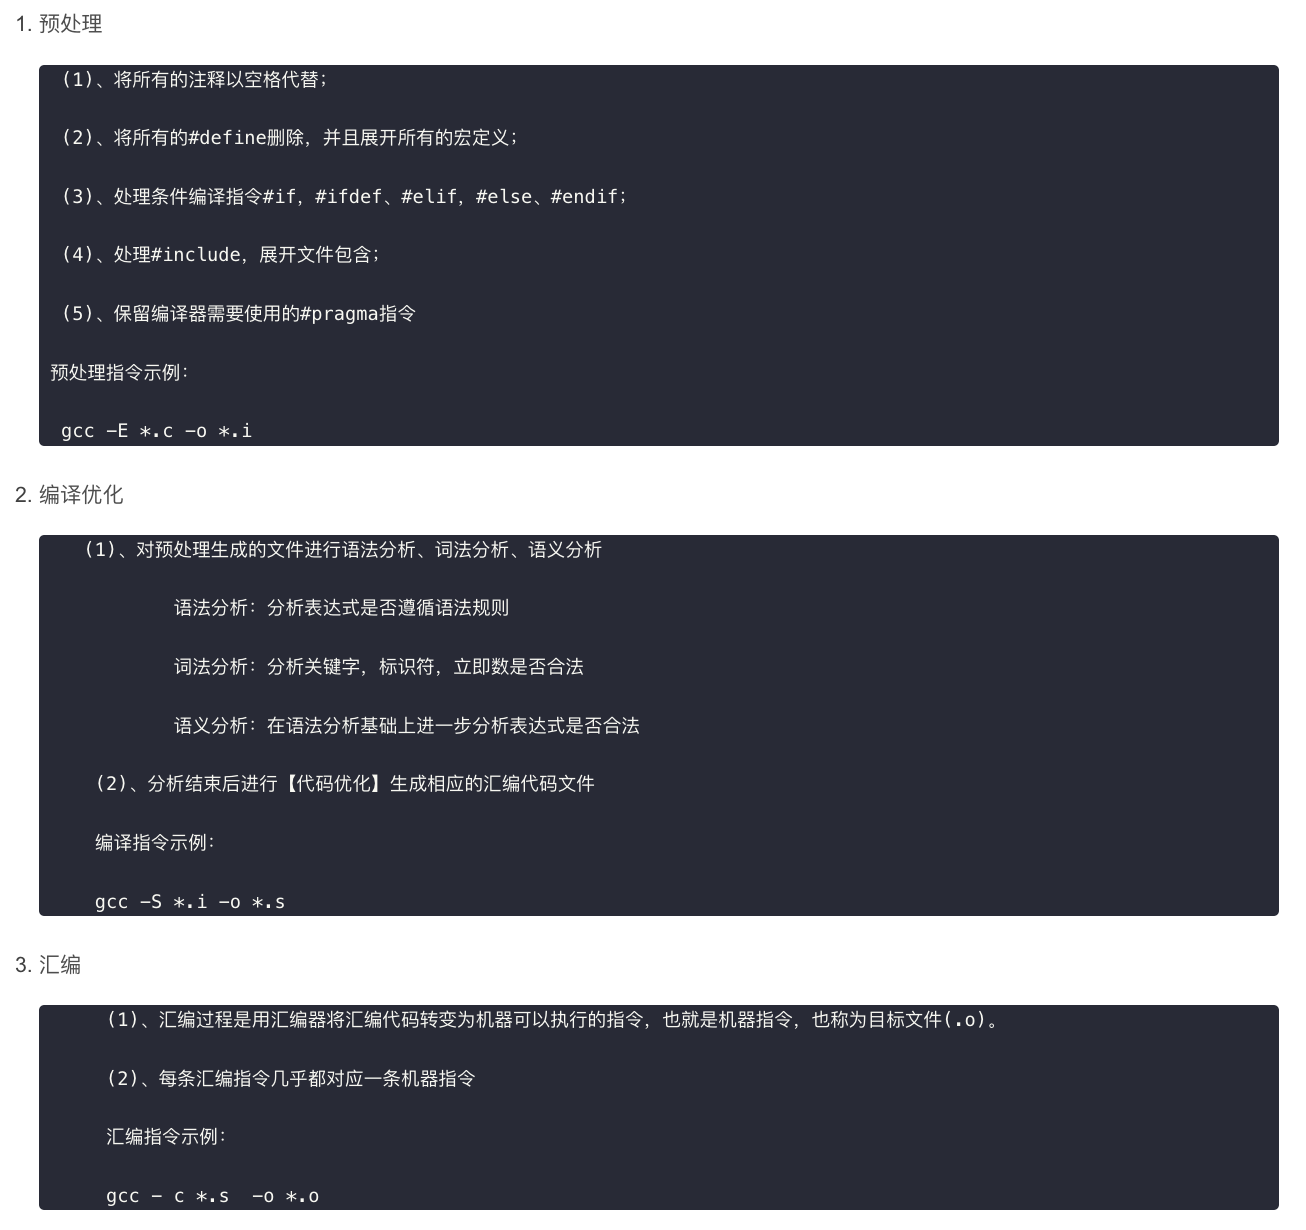 1. 预处理
(1)、将所有的注释以空格代替；
(2)、将所有的#define删除，并且展开所有的宏定义；
(3)、处理条件编译指令#if，#ifdef、#elif，#else、#endif；
(4)、处理#include，展开文件包含；
(5)、保留编译器需要使用的#pragma指令
预处理指令示例：
gcc -E *.c -o *.i
2. 编译优化
(1)、对预处理生成的文件进行语法分析、词法分析、语义分析
语法分析：分析表达式是否遵循语法规则
词法分析：分析关键字，标识符，立即数是否合法
语义分析：在语法分析基础上进一步分析表达式是否合法
(2)、分析结束后进行【代码优化】生成相应的汇编代码文件
编译指令示例：
gcc -S *.i -o *.s
3. 汇编
(1)、汇编过程是用汇编器将汇编代码转变为机器可以执行的指令，也就是机器指令，也称为目标文件(.o)。
(2)、每条汇编指令几乎都对应一条机器指令
汇编指令示例：
gcc - c *.s  -o *.o